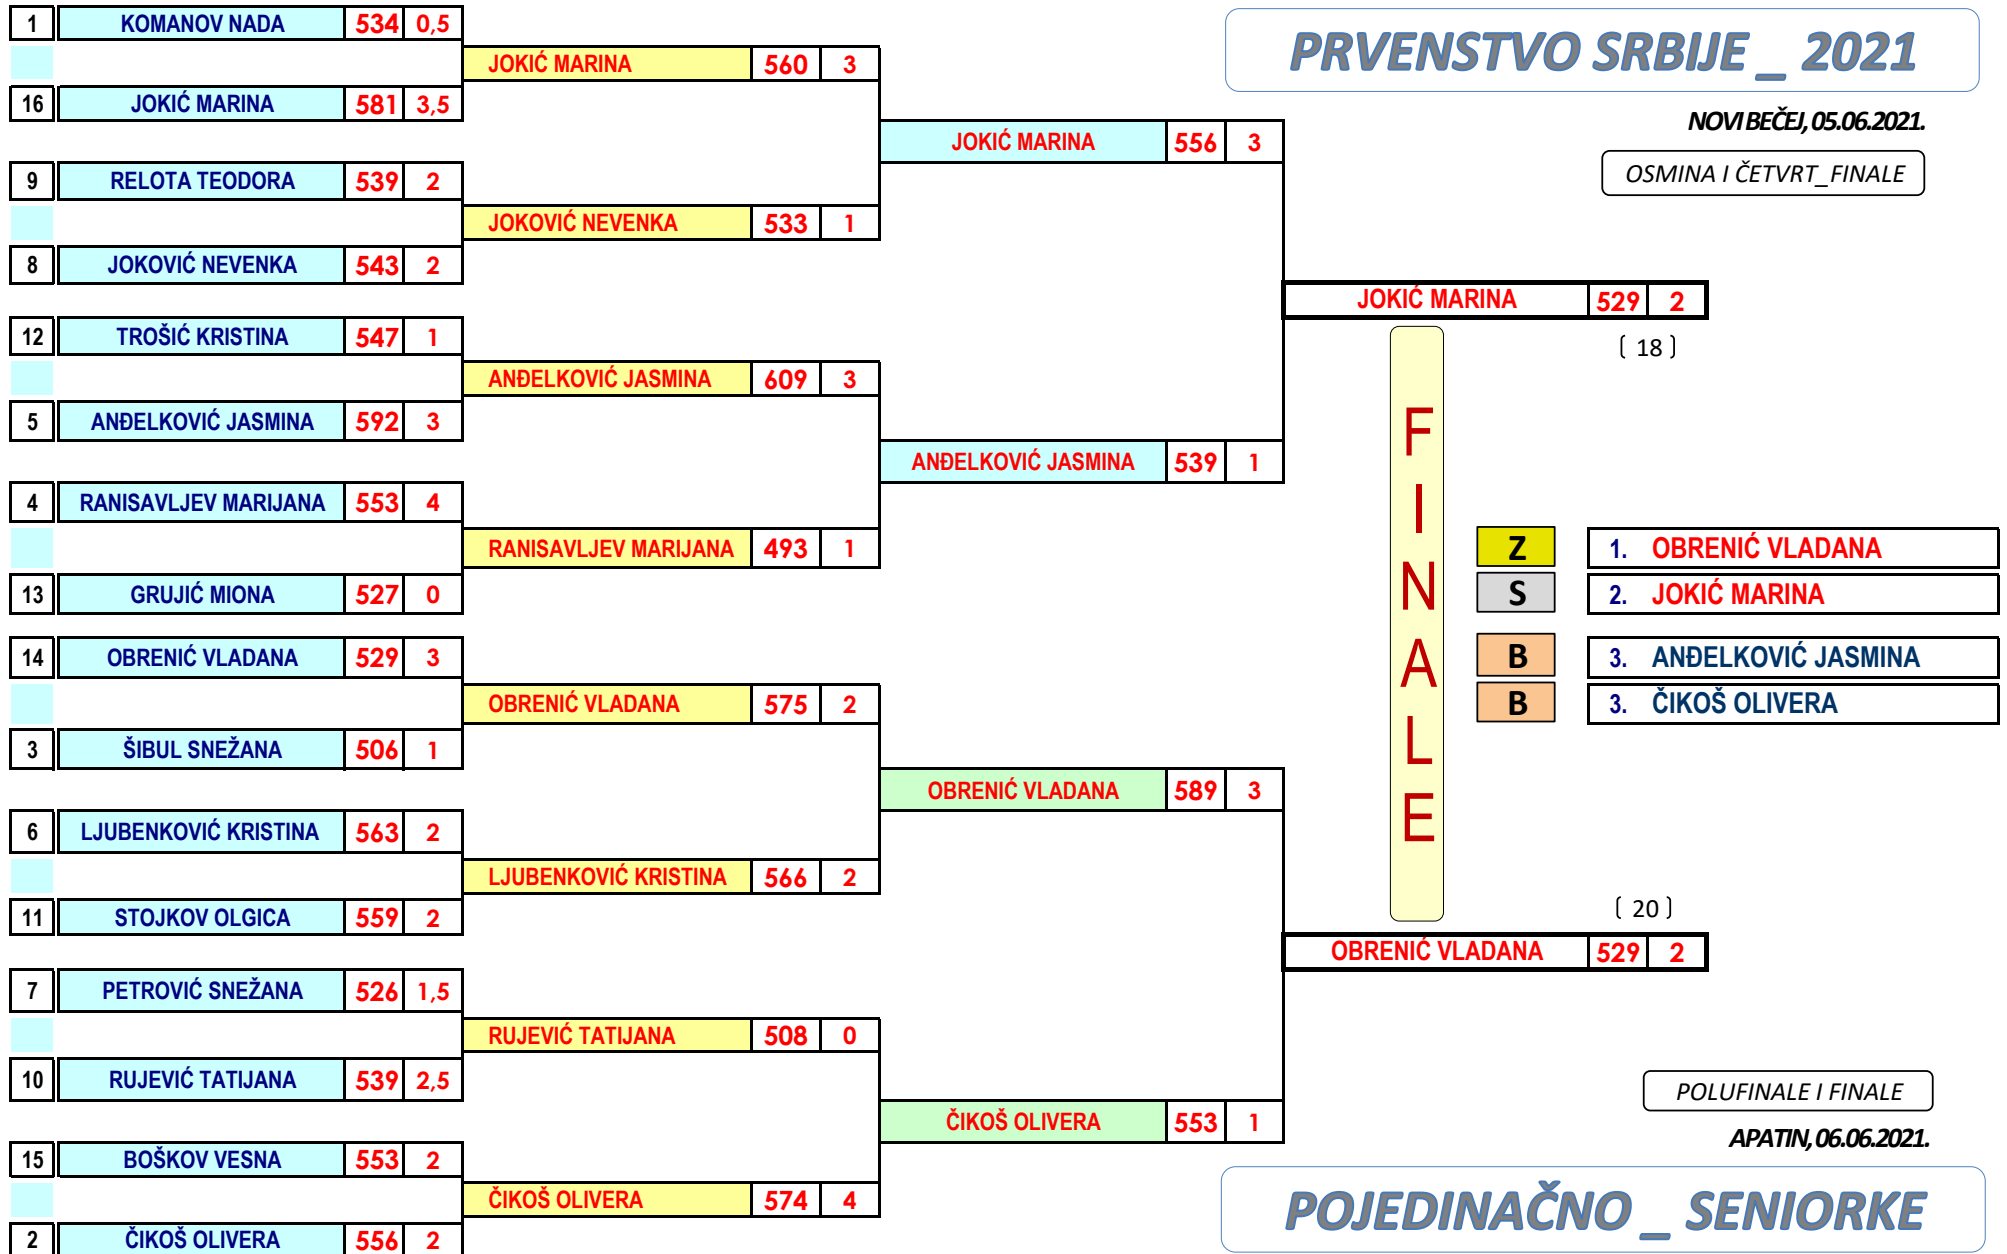 PRVENSTVO SRBIJE _ 2021
NOVI BEČEJ, 05.06.2021.
OSMINA I ČETVRT_FINALE
1 KOMANOV NADA 534 0,5
16 JOKIĆ MARINA 581 3,5
9 RELOTA TEODORA 539 2
8 JOKOVIĆ NEVENKA 543 2
12 TROŠIĆ KRISTINA 547 1
5 ANĐELKOVIĆ JASMINA 592 3
4 RANISAVLJEV MARIJANA 553 4
13 GRUJIĆ MIONA 527 0
14 OBRENIĆ VLADANA 529 3
3 ŠIBUL SNEŽANA 506 1
6 LJUBENKOVIĆ KRISTINA 563 2
11 STOJKOV OLGICA 559 2
7 PETROVIĆ SNEŽANA 526 1,5
10 RUJEVIĆ TATIJANA 539 2,5
15 BOŠKOV VESNA 553 2
2 ČIKOŠ OLIVERA 556 2
JOKIĆ MARINA 560 3
JOKOVIĆ NEVENKA 533 1
ANĐELKOVIĆ JASMINA 609 3
RANISAVLJEV MARIJANA 493 1
OBRENIĆ VLADANA 575 2
LJUBENKOVIĆ KRISTINA 566 2
RUJEVIĆ TATIJANA 508 0
ČIKOŠ OLIVERA 574 4
JOKIĆ MARINA 556 3
ANĐELKOVIĆ JASMINA 539 1
OBRENIĆ VLADANA 589 3
ČIKOŠ OLIVERA 553 1
JOKIĆ MARINA 529 2
( 18 )
FINALE
( 20 )
OBRENIĆ VLADANA 529 2
Z 1. OBRENIĆ VLADANA
S 2. JOKIĆ MARINA
B 3. ANĐELKOVIĆ JASMINA
B 3. ČIKOŠ OLIVERA
POLUFINALE I FINALE
APATIN, 06.06.2021.
POJEDINAČNO _ SENIORKE